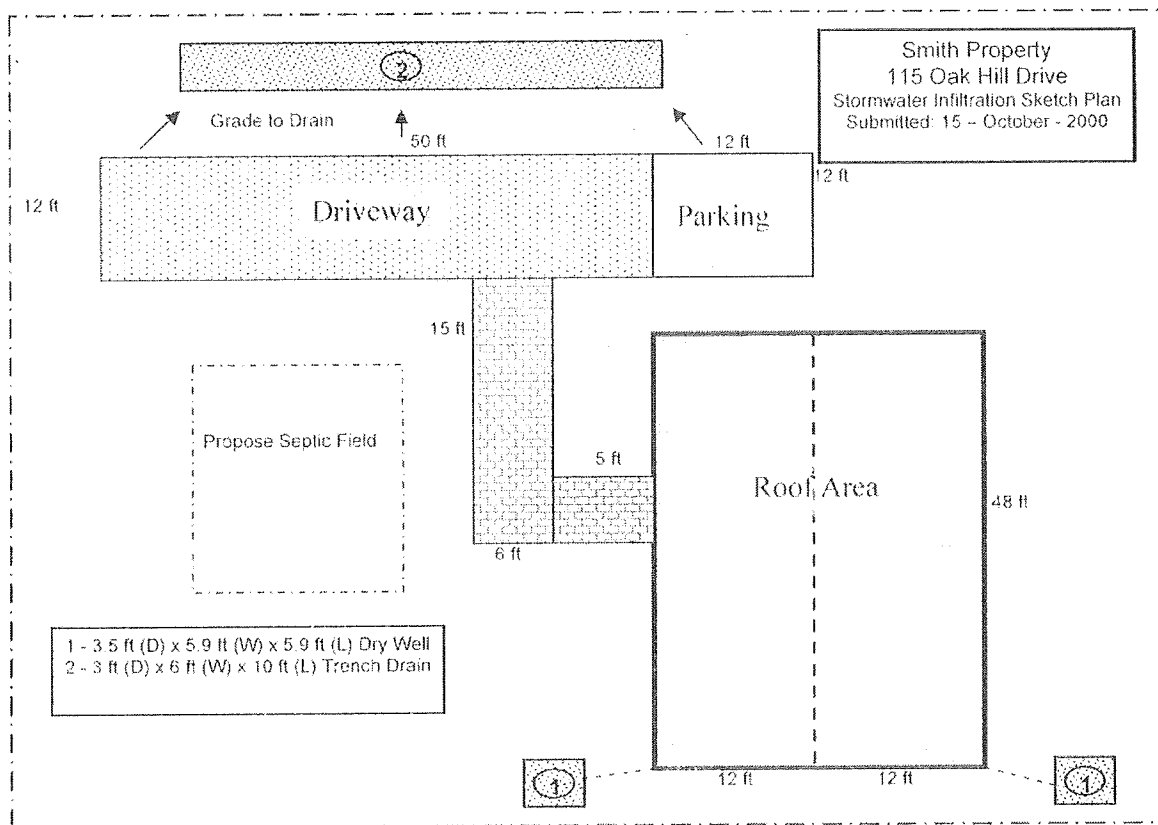 2
Smith Property
115 Oak Hill Drive
Stormwater Infiltration Sketch Plan
Submitted: 15 – October - 2000
Grade to Drain
50 ft
12 ft
12 ft
12 ft
Driveway
Parking
15 ft
Propose Septic Field
5 ft
Roof Area
48 ft
6 ft
1 - 3.5 ft (D) x 5.9 ft (W) x 5.9 ft (L) Dry Well
2 - 3 ft (D) x 6 ft (W) x 10 ft (L) Trench Drain
1
12 ft
12 ft
1